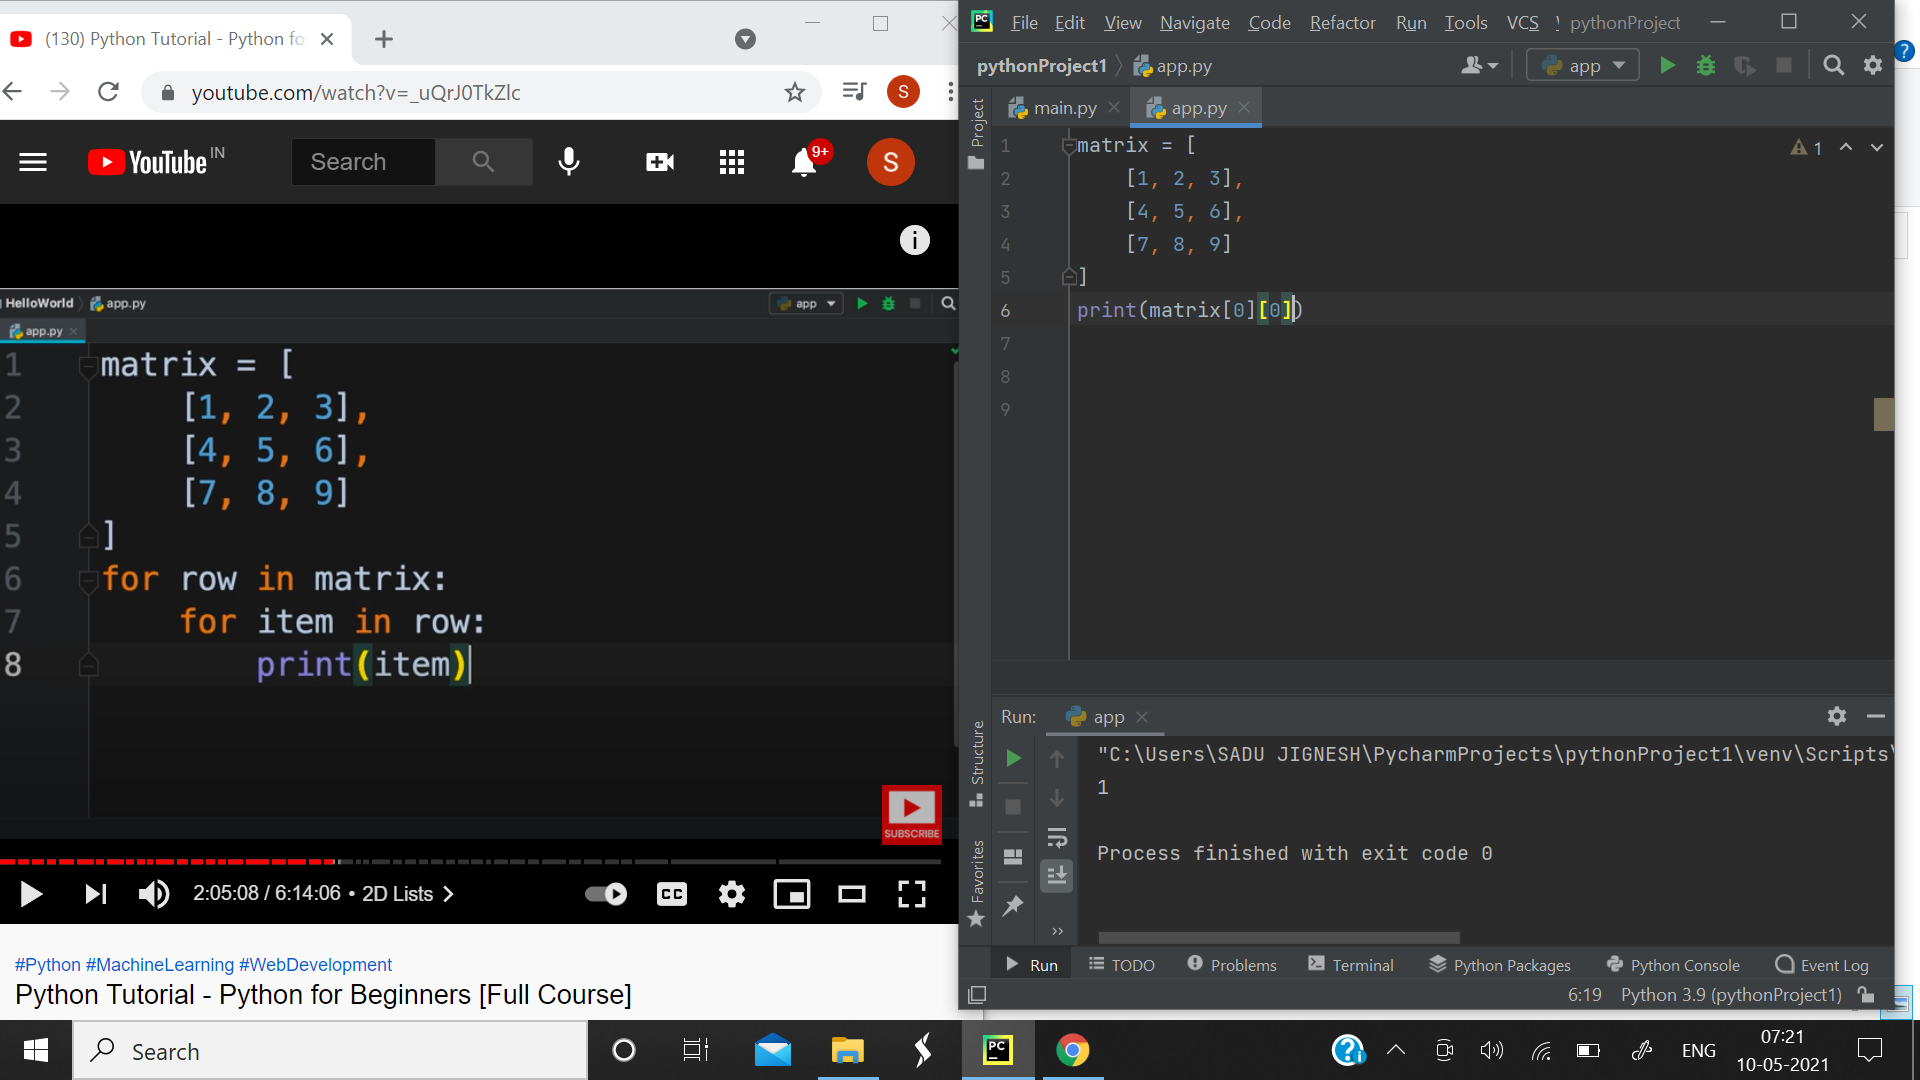 (130) Python Tutorial - Python fo
youtube.com/watch?v=_uQrJ0TkZlc
S
YouTube IN
Search
9+
S
i
HelloWorld
app.py
app
app.py
1 matrix = [
2 [1, 2, 3],
3 [4, 5, 6],
4 [7, 8, 9]
5 ]
6 for row in matrix:
7 for item in row:
8 print(item)
SUBSCRIBE
2:05:08 / 6:14:06 • 2D Lists
CC
#Python #MachineLearning #WebDevelopment
Python Tutorial - Python for Beginners [Full Course]
PC
File Edit View Navigate Code Refactor Run Tools VCS pythonProject
pythonProject1 app.py
app
Project
main.py
app.py
1 matrix = [
2 [1, 2, 3],
3 [4, 5, 6],
4 [7, 8, 9]
5 ]
6 print(matrix[0][0])
7
8
9
1
Structure
Favorites
Run: app
"C:\Users\SADU JIGNESH\PycharmProjects\pythonProject1\venv\Scripts\
1
Process finished with exit code 0
Run TODO Problems Terminal Python Packages Python Console Event Log
6:19 Python 3.9 (pythonProject1)
?
Search
PC
ENG
07:21
10-05-2021